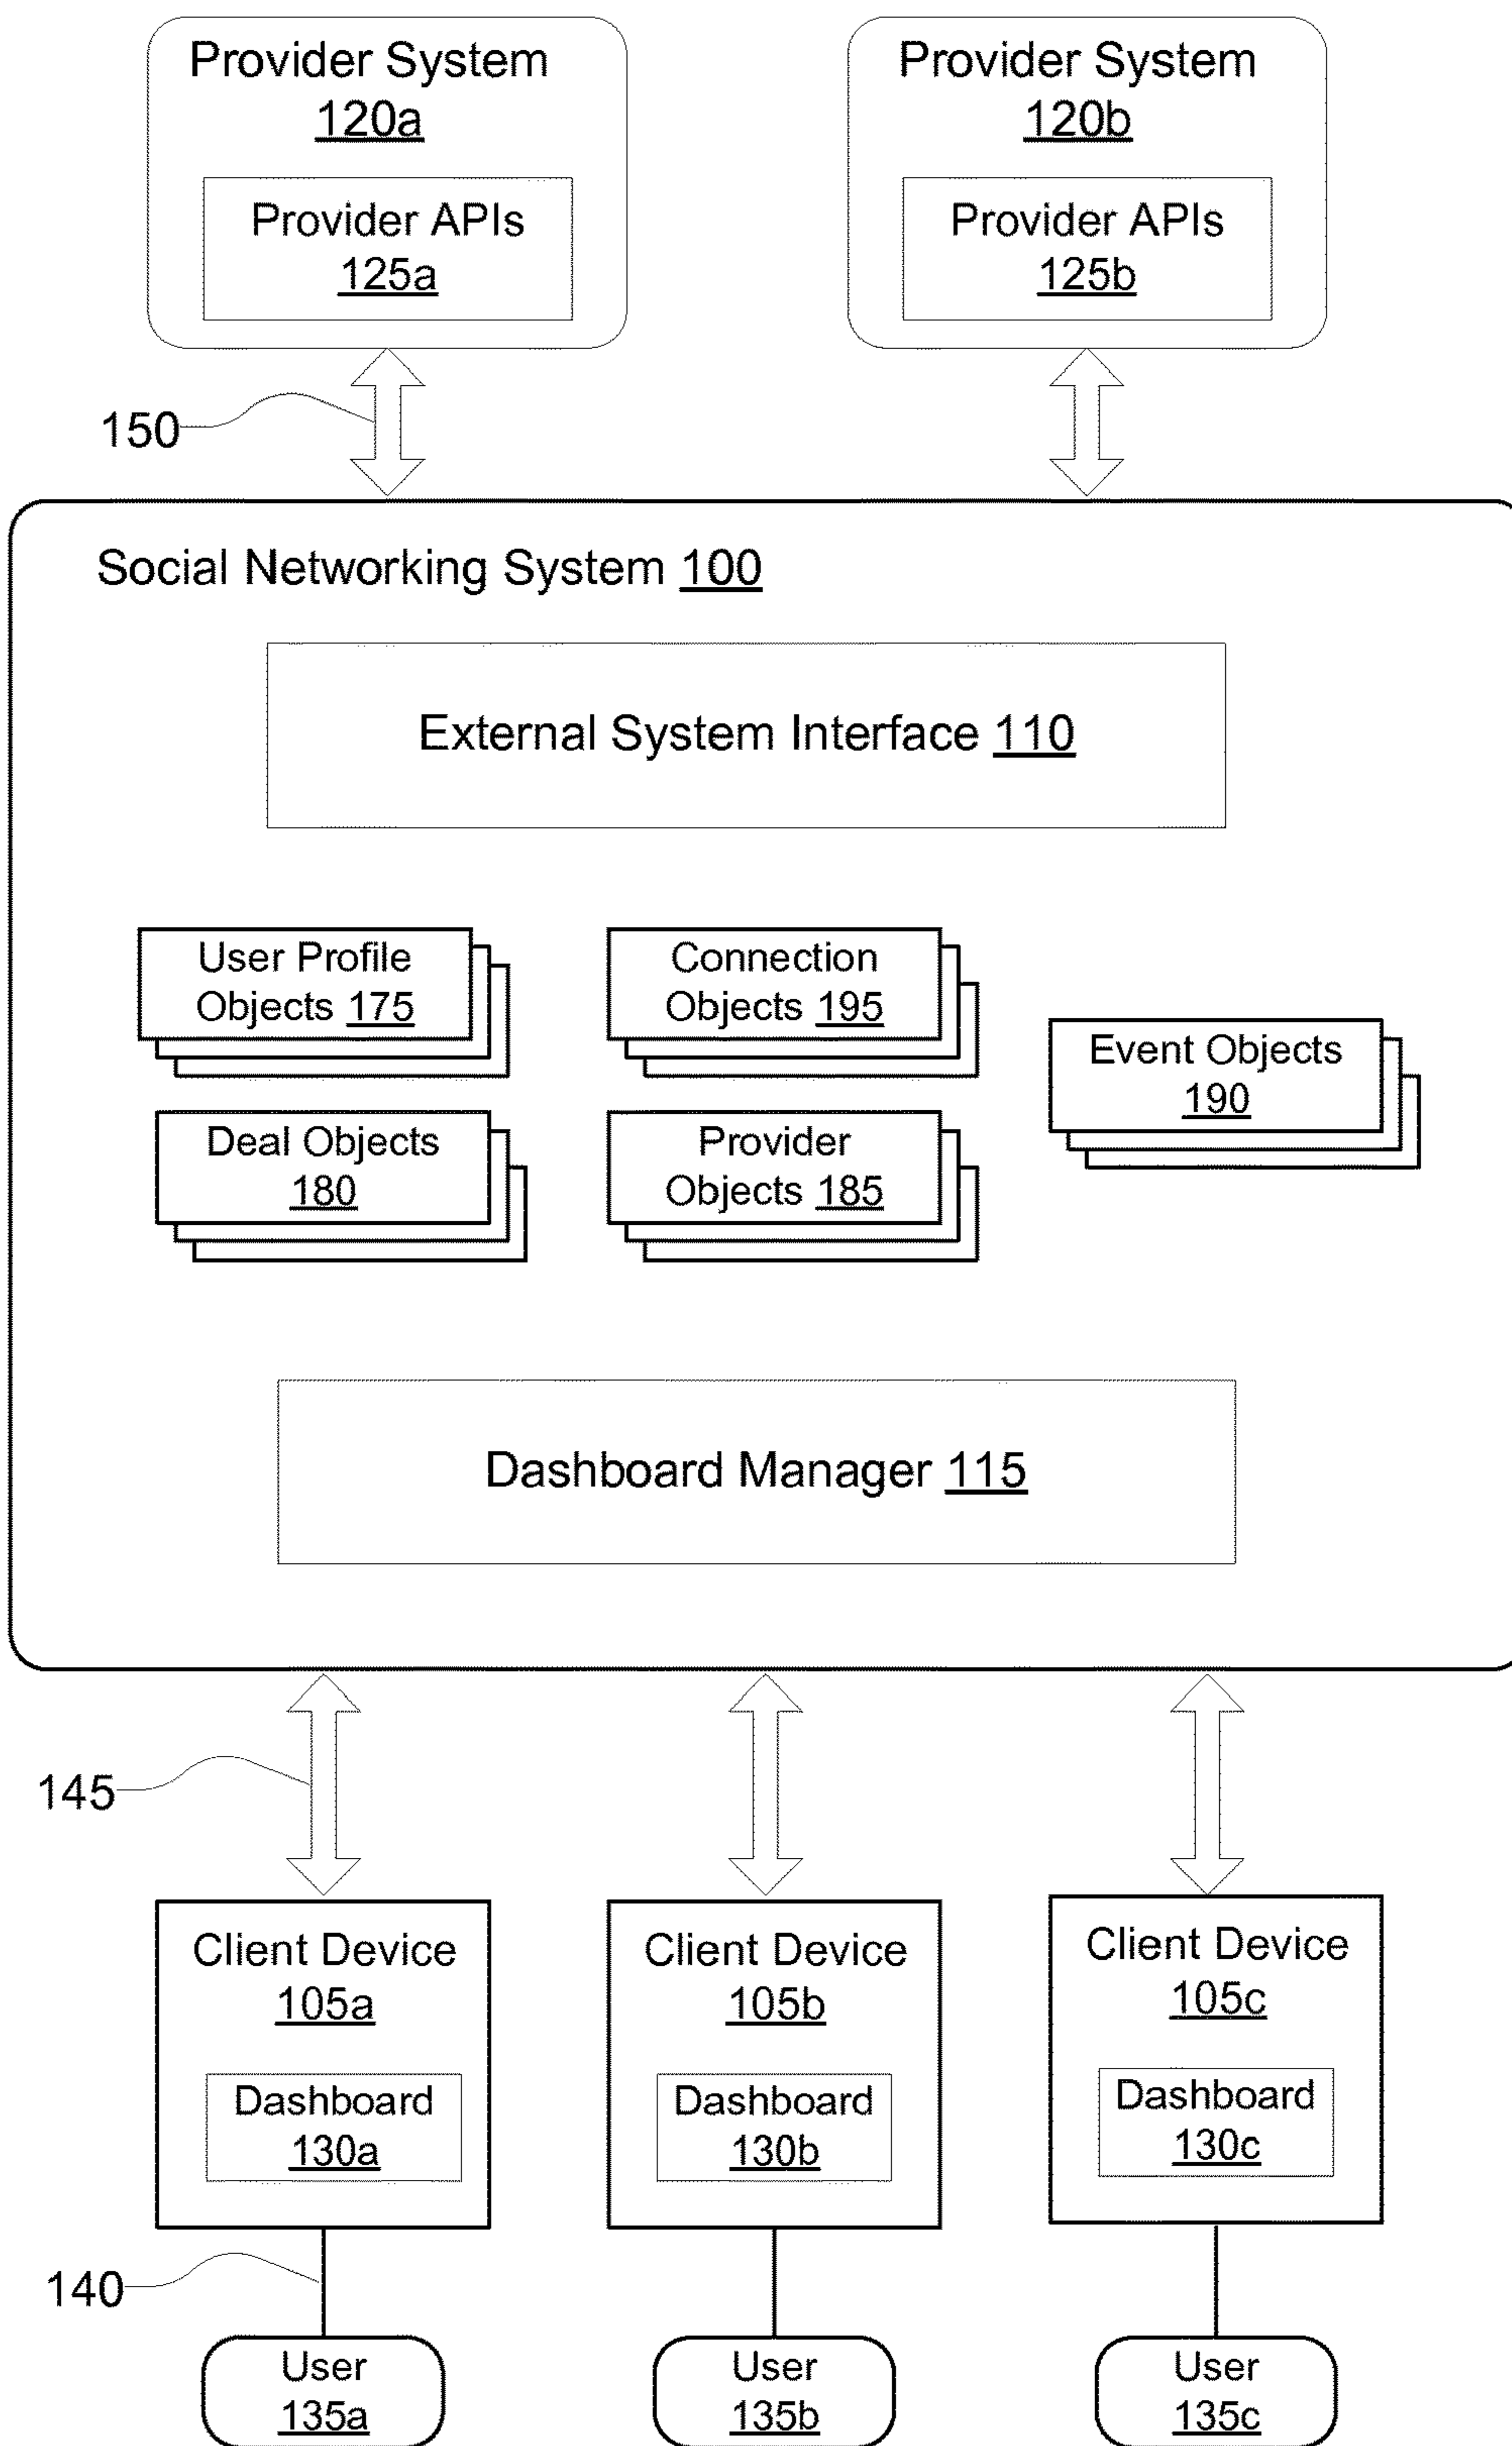 Provider System
120a
Provider APIs
125a
Provider System
120b
Provider APIs
125b
150
Social Networking System 100
External System Interface 110
User Profile
Objects 175
Connection
Objects 195
Event Objects
190
Deal Objects
180
Provider
Objects 185
Dashboard Manager 115
145
Client Device
105a
Dashboard
130a
Client Device
105b
Dashboard
130b
Client Device
105c
Dashboard
130c
140
User
135a
User
135b
User
135c